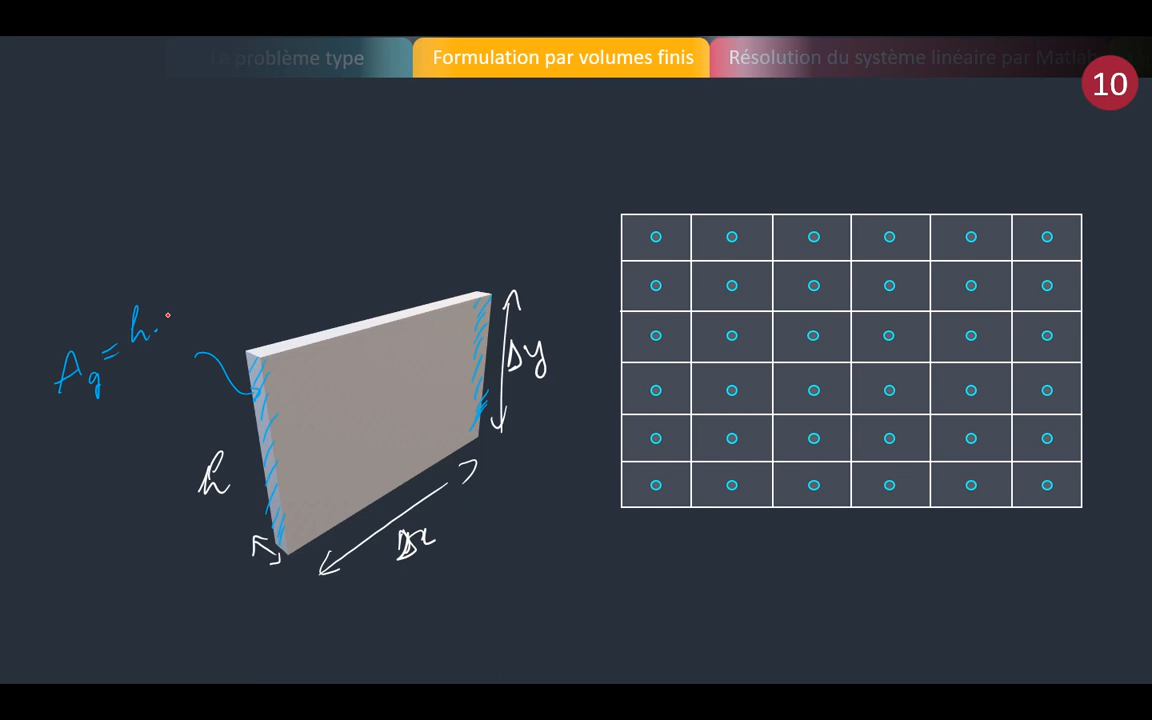 Le problème type
Formulation par volumes finis
Résolution du système linéaire par Matlab
10
A_g = h.
Δy
h
Δx